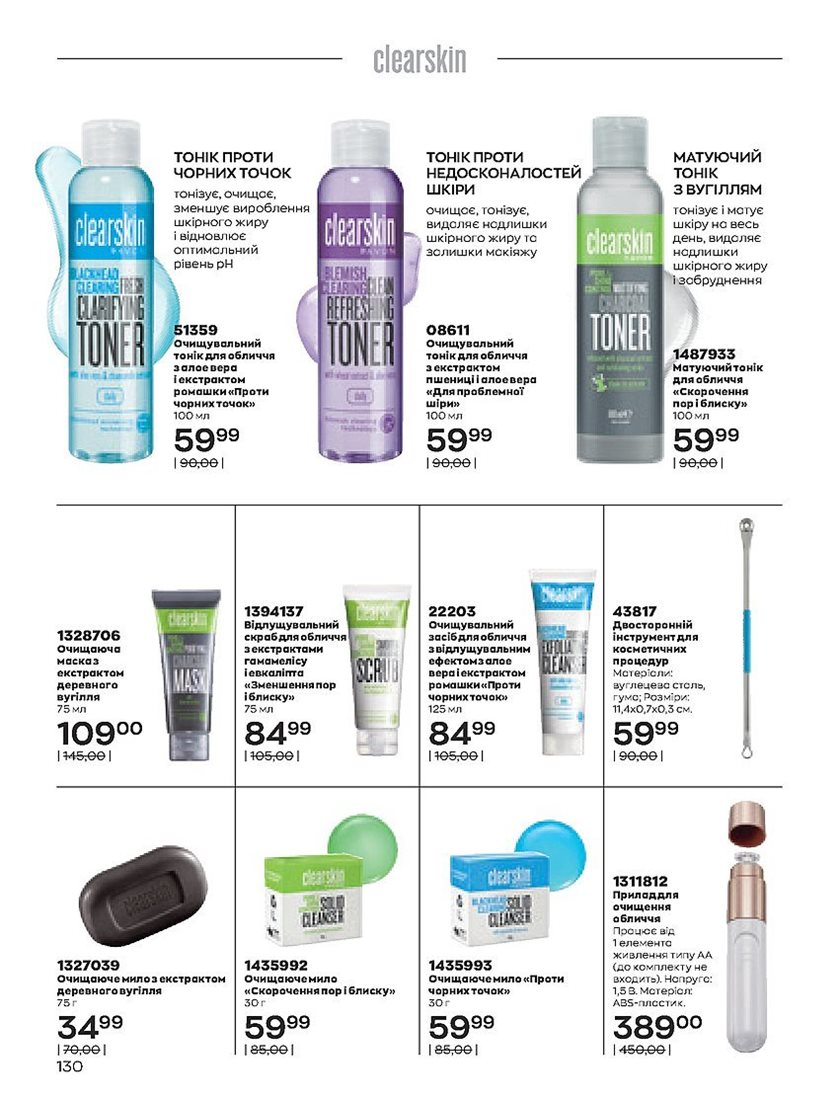 clearskin
ТОНІК ПРОТИ
ЧОРНИХ ТОЧОК
тонізує, очищає,
зменшує вироблення
шкірного жиру
і відновлює
оптимальний
рівень pH
clearskin
AVON
BLACKHEAD
CLEARING FRESH
CLARIFYING
TONER
daily
51359
Очищувальний
тонік для обличчя
з алое вера
і екстрактом
ромашки «Проти
чорних точок»
100 мл
59 99
|90,00|
ТОНІК ПРОТИ
НЕДОСКОНАЛОСТЕЙ
ШКІРИ
очищає, тонізує,
видаляє надлишки
шкірного жиру та
залишки макіяжу
clearskin
AVON
BLEMISH
CLEARING CLEAN
REFRESHING
TONER
daily
08611
Очищувальний
тонік для обличчя
з екстрактом
пшениці і алое вера
«Для проблемної
шіри»
100 мл
59 99
|90,00|
МАТУЮЧИЙ
ТОНІК
З ВУГІЛЛЯМ
тонізує і матує
шкіру на весь
день, видаляє
надлишки
шкірного жиру
і забруднення
clearskin
MATTIFYING
CHARCOAL
TONER
1487933
Матуючий тонік
для обличчя
«Скорочення
пор і блиску»
100 мл
59 99
|90,00|
1328706
Очищаюча
маска з
екстрактом
деревного
вугілля
75 мл
109 00
|145,00|
clearskin
MASK
1394137
Відлущувальний
скраб для обличчя
з екстрактами
гамамелісу
і евкаліпта
«Зменшення пор
і блиску»
75 мл
84 99
|105,00|
clearskin
SCRUB
22203
Очищувальний
засіб для обличчя
з відлущувальним
ефектом з алое
вера і екстрактом
ромашки «Проти
чорних точок»
125 мл
84 99
|105,00|
clearskin
EXFOLIATING
CLEANSER
43817
Двосторонній
інструмент для
косметичних
процедур
Матеріали:
вуглецева сталь,
гума; Розміри:
11,4х0,7х0,3 см.
59 99
|90,00|
clearskin
1327039
Очищаюче мило з екстрактом
деревного вугілля
75 г
34 99
|70,00|
clearskin
SOLID
CLEANSER
1435992
Очищаюче мило
«Скорочення пор і блиску»
30 г
59 99
|85,00|
clearskin
BLACKHEAD
CLEARING
SOLID
CLEANSER
1435993
Очищаюче мило «Проти
чорних точок»
30 г
59 99
|85,00|
1311812
Прилад для
очищення
обличчя
Працює від
1 елемента
живлення типу АА
(до комплекту не
входить). Напруга:
1,5 В. Матеріал:
ABS-пластик.
389 00
|450,00|
130